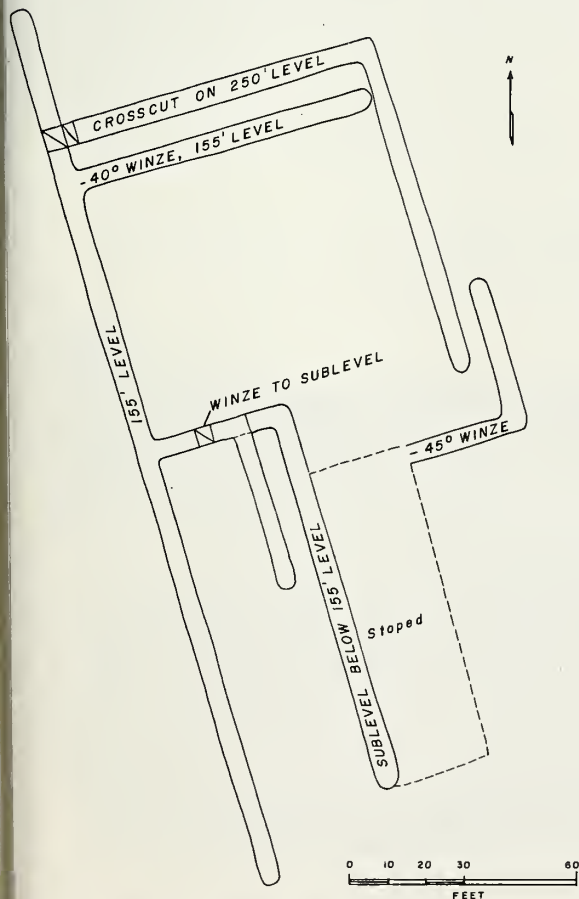 N
CROSSCUT ON 250' LEVEL
-40° WINZE, 155' LEVEL
155' LEVEL
WINZE TO SUBLEVEL
-45° WINZE
SUBLEVEL BELOW 155' LEVEL
Stoped
0 10 20 30 60
FEET